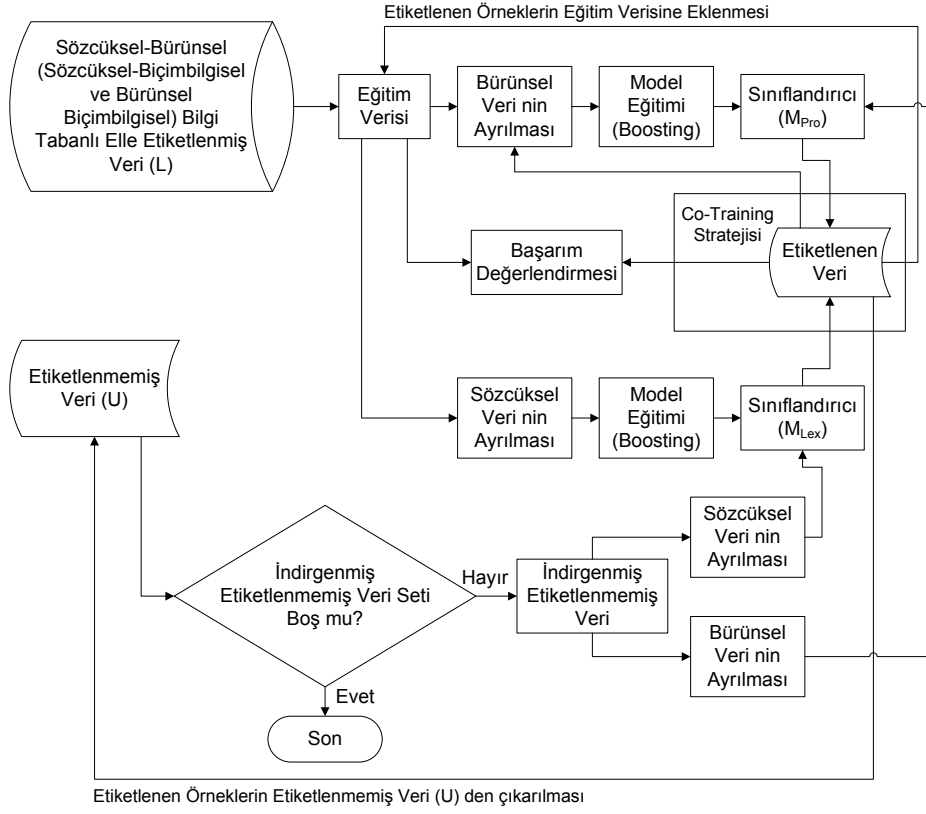 Etiketlenen Örneklerin Eğitim Verisine Eklenmesi
Sözcüksel-Bürünsel
(Sözcüksel-Biçimbilgisel
ve Bürünsel
Biçimbilgisel) Bilgi
Tabanlı Elle Etiketlenmiş
Veri (L)
Eğitim
Verisi
Bürünsel
Veri nin
Ayrılması
Model
Eğitimi
(Boosting)
Sınıflandırıcı
(MPro)
Co-Training
Stratejisi
Etiketlenen
Veri
Başarım
Değerlendirmesi
Etiketlenmemiş
Veri (U)
Sözcüksel
Veri nin
Ayrılması
Model
Eğitimi
(Boosting)
Sınıflandırıcı
(MLex)
İndirgenmiş
Etiketlenmemiş Veri Seti
Boş mu?
Hayır
İndirgenmiş
Etiketlenmemiş
Veri
Sözcüksel
Veri nin
Ayrılması
Bürünsel
Veri nin
Ayrılması
Evet
Son
Etiketlenen Örneklerin Etiketlenmemiş Veri (U) den çıkarılması